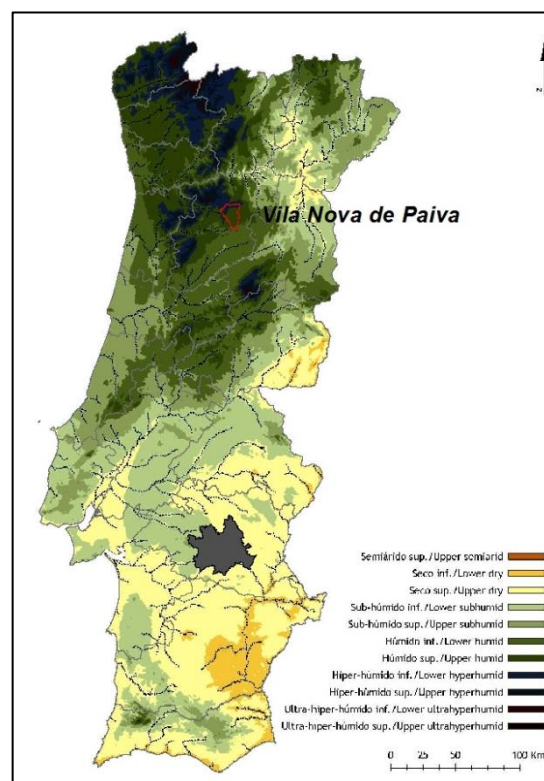 N
Vila Nova de Paiva
Semiárido sup./Upper semiarid
Seco inf./Lower dry
Seco sup./Upper dry
Sub-húmido inf./Lower subhumid
Sub-húmido sup./Upper subhumid
Húmido inf./Lower humid
Húmido sup./Upper humid
Hiper-húmido inf./Lower hyperhumid
Hiper-húmido sup./Upper hyperhumid
Ultra-hiper-húmido inf./Lower ultrahyperhumid
Ultra-hiper-húmido sup./Upper ultrahyperhumid
0 25 50 100 Km